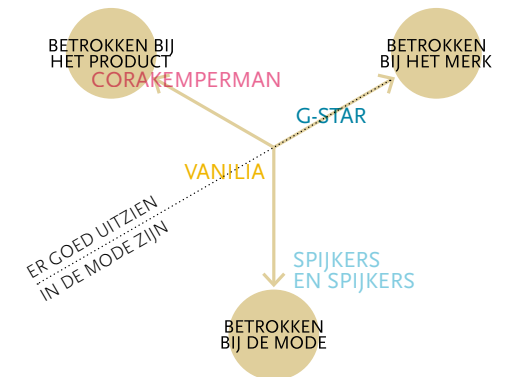 BETROKKEN BIJ
HET PRODUCT
BETROKKEN
BIJ HET MERK
CORAKEMPERMAN
G-STAR
VANILIA
ER GOED UITZIEN
IN DE MODE ZIJN
SPIJKERS
EN SPIJKERS
BETROKKEN
BIJ DE MODE